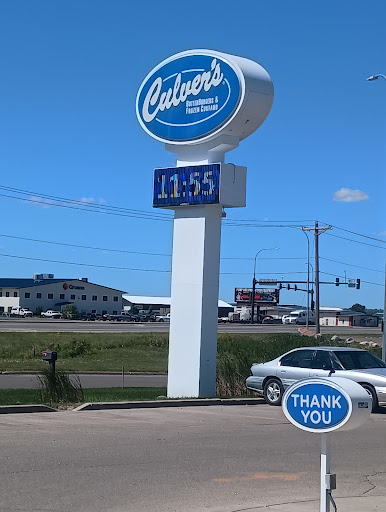 Culver's
ButterBurgers &
Frozen Custard
11:55
THANK
YOU